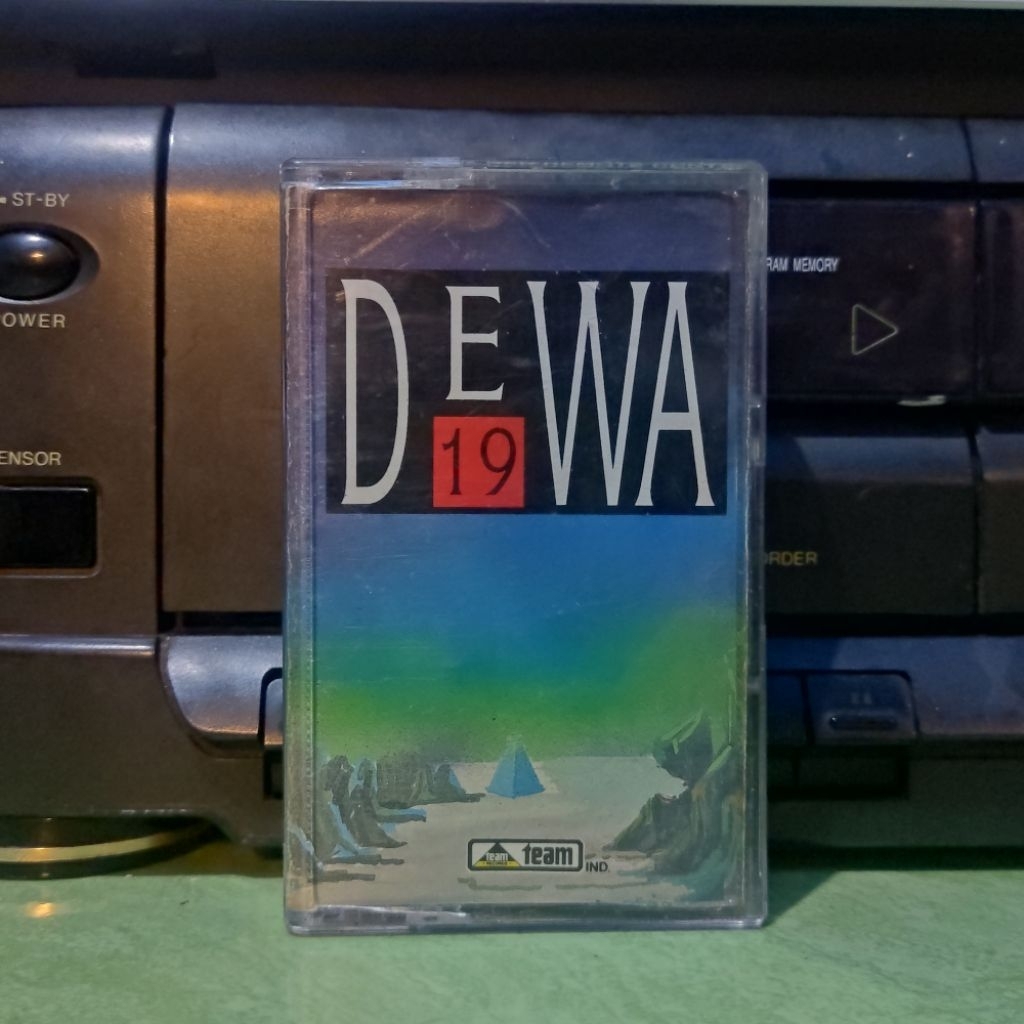 ST-BY
OWER
ENSOR
DEWA
19
RAM MEMORY
ORDER
team
team IND.